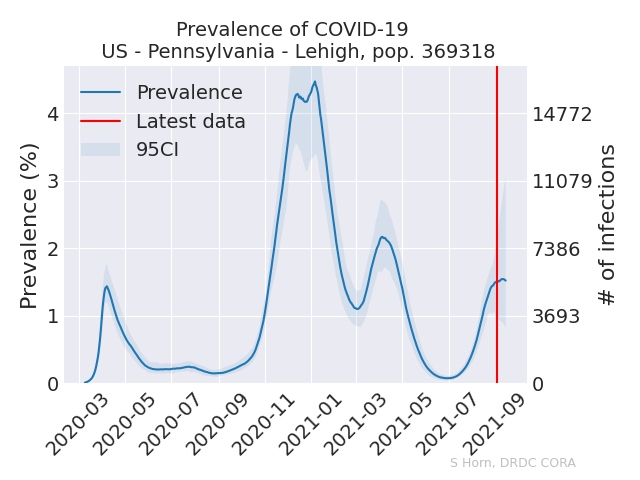 Prevalence of COVID-19
US - Pennsylvania - Lehigh, pop. 369318
Prevalence
Latest data
95CI
Prevalence (%)
4
3
2
1
0
14772
11079
7386
3693
0
# of infections
2020-03
2020-05
2020-07
2020-09
2020-11
2021-01
2021-03
2021-05
2021-07
2021-09
S Horn, DRDC CORA